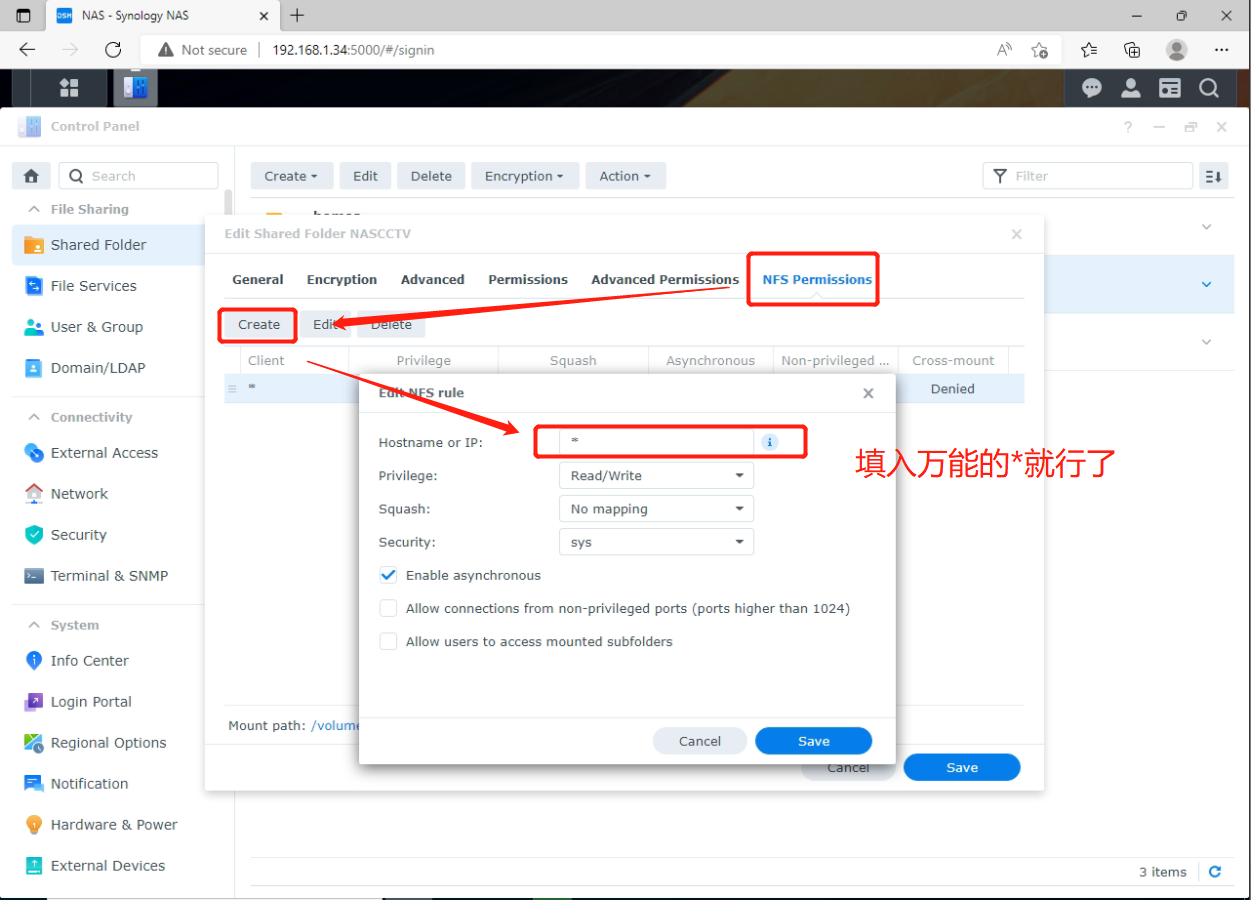 NAS - Synology NAS
Not secure 192.168.1.34:5000/#/signin
Control Panel
Search
Create Edit Delete Encryption Action
Filter
File Sharing
Shared Folder
File Services
User & Group
Domain/LDAP
Connectivity
External Access
Network
Security
Terminal & SNMP
System
Info Center
Login Portal
Regional Options
Notification
Hardware & Power
External Devices
Edit Shared Folder NASCCTV
General Encryption Advanced Permissions Advanced Permissions NFS Permissions
Create Edit Delete
Client Privilege Squash Asynchronous Non-privileged ... Cross-mount
* Denied
Edit NFS rule
Hostname or IP: *
填入万能的*就行了
Privilege: Read/Write
Squash: No mapping
Security: sys
Enable asynchronous
Allow connections from non-privileged ports (ports higher than 1024)
Allow users to access mounted subfolders
Cancel Save
Mount path: /volume
Cancel Save
3 items